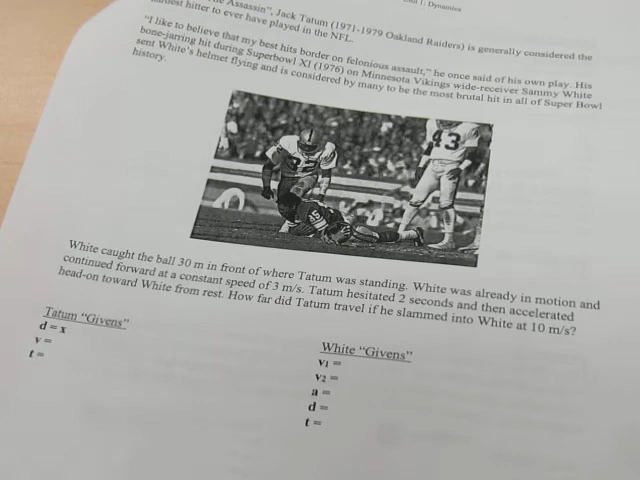 Dynamics
Assassin", Jack Tatum (1971-1979 Oakland Raiders) is generally considered the
hitter to ever have played in the NFL.
"I like to believe that my best hits border on felonious assault," he once said of his own play. His
bone-jarring hit during Superbowl XI (1976) on Minnesota Vikings wide-receiver Sammy White
sent White's helmet flying and is considered by many to be the most brutal hit in all of Super Bowl
history.
43
32
85
White caught the ball 30 m in front of where Tatum was standing. White was already in motion and
continued forward at a constant speed of 3 m/s. Tatum hesitated 2 seconds and then accelerated
head-on toward White from rest. How far did Tatum travel if he slammed into White at 10 m/s?
Tatum "Givens"
d = x
v =
t =
White "Givens"
v1 =
v2 =
a =
d =
t =